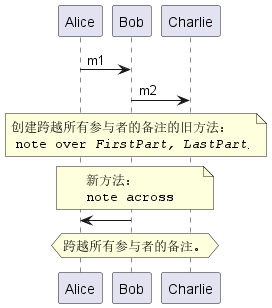 Alice Bob Charlie
m1
m2
创建跨越所有参与者的备注的旧方法：
note over FirstPart, LastPart.
新方法：
note across
跨越所有参与者的备注。
Alice Bob Charlie